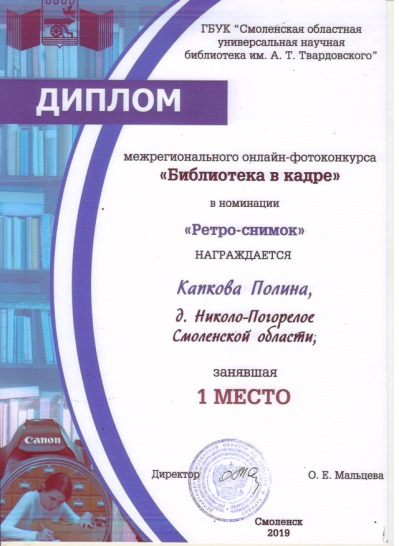 ГБУК "Смоленская областная
универсальная научная
библиотека им. А. Т. Твардовского"
ДИПЛОМ
межрегионального онлайн-фотоконкурса
«Библиотека в кадре»
в номинации
«Ретро-снимок»
НАГРАЖДАЕТСЯ
Капкова Полина,
д. Николо-Погорелое
Смоленской области,
занявшая
1 МЕСТО
Canon
Директор
О. Е. Мальцева
Смоленск
2019